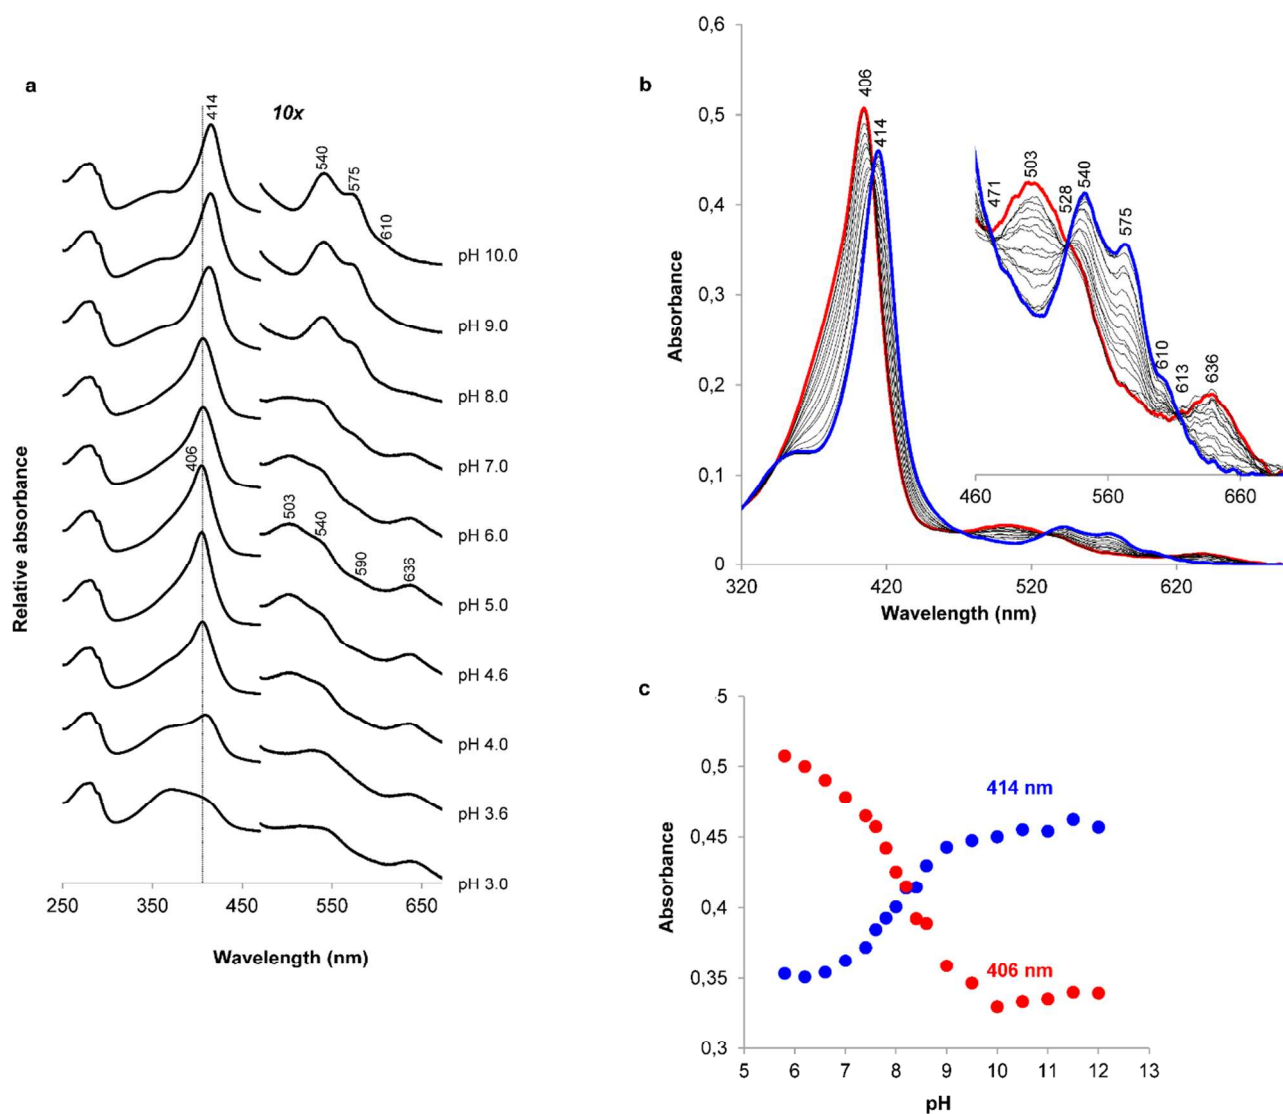 a
10x
414
540
575
610
pH 10.0
pH 9.0
pH 8.0
pH 7.0
406
pH 6.0
503
540
590
636
pH 5.0
pH 4.6
pH 4.0
pH 3.6
pH 3.0
Relative absorbance
250 350 450 550 650
Wavelength (nm)
b
0,6
0,5
0,4
0,3
0,2
0,1
0
Absorbance
406
414
471
503
528
540
575
610
613
636
460 560 660
320 420 520 620
Wavelength (nm)
c
,5
0,5
0,45
0,4
0,35
0,3
Absorbance
414 nm
406 nm
5 6 7 8 9 10 11 12 13
pH